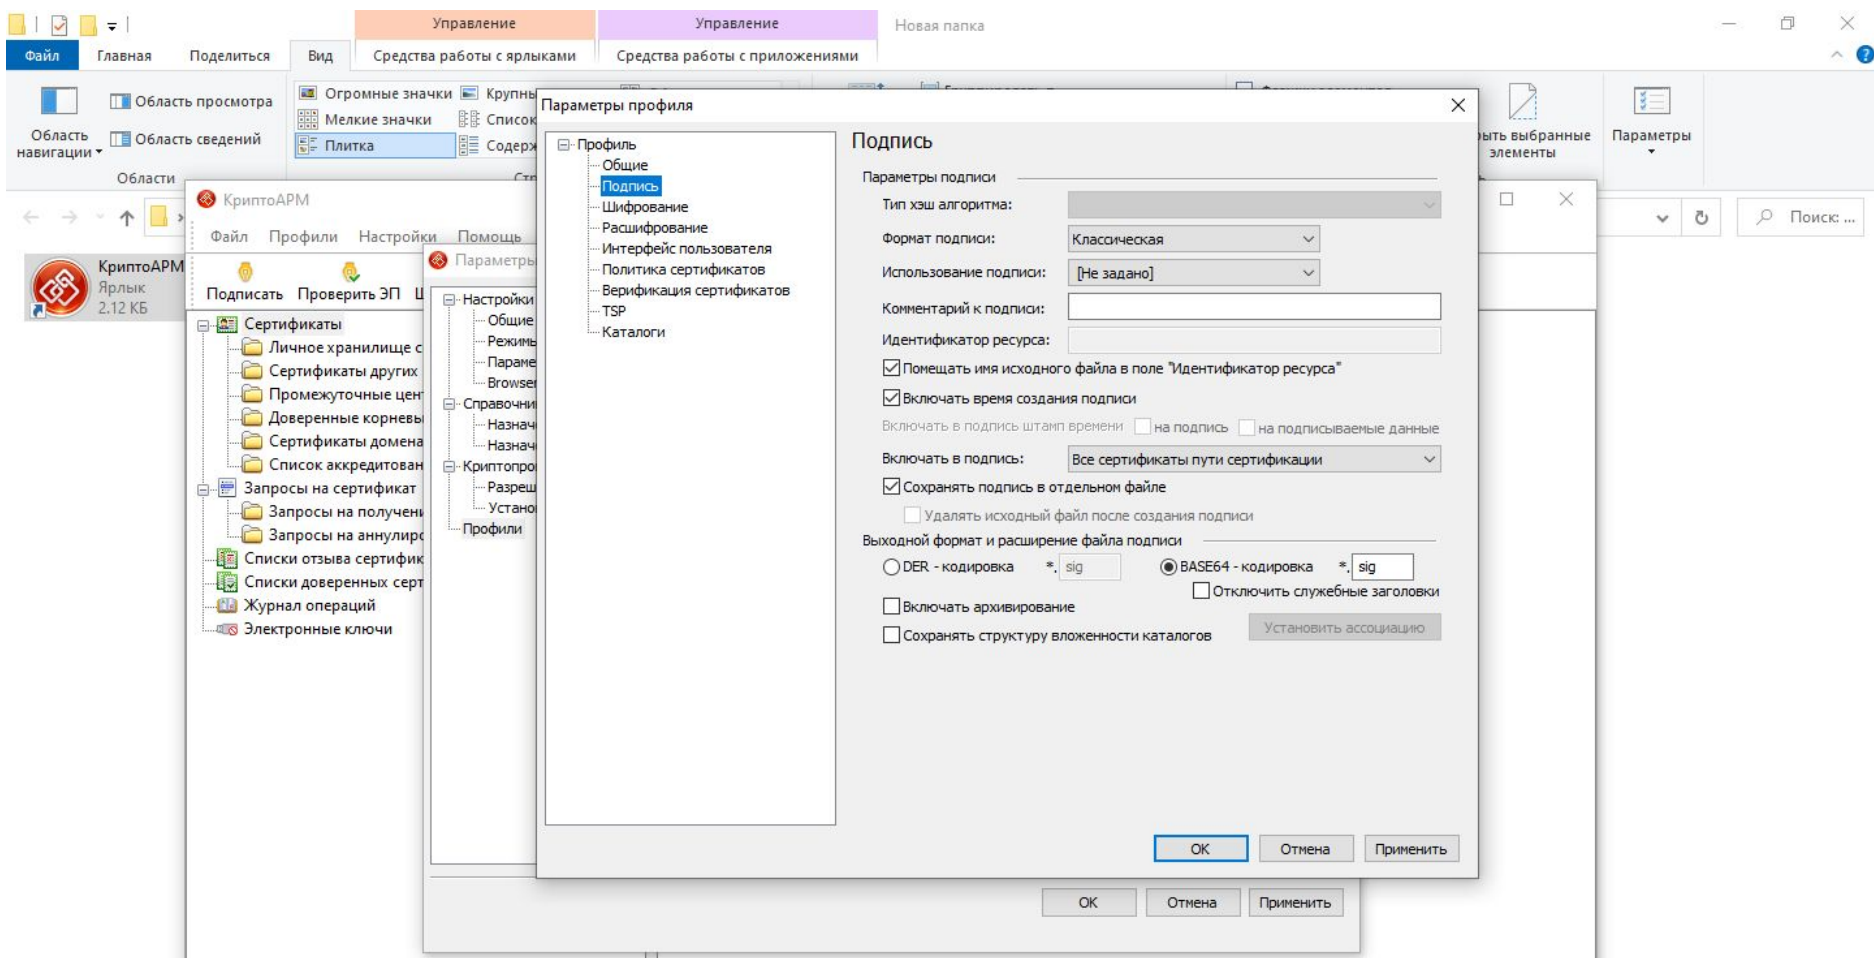 Управление
Управление
Новая папка
Файл
Главная
Поделиться
Вид
Средства работы с ярлыками
Средства работы с приложениями
Область навигации
Область просмотра
Область сведений
Огромные значки
Мелкие значки
Список
Плитка
Области
ыть выбранные
элементы
Параметры
Поиск: ...
КриптоАРМ
Ярлык
2.12 КБ
КриптоАРМ
Файл
Профили
Настройки
Помощь
Подписать
Проверить ЭП
Сертификаты
Личное хранилище с
Сертификаты других
Промежуточные цен
Доверенные корневы
Сертификаты домена
Список аккредитован
Запросы на сертификат
Запросы на получени
Запросы на аннулиро
Списки отзыва сертифик
Списки доверенных серт
Журнал операций
Электронные ключи
Параметры
Настройки
Общие
Режимы
Параме
Browser
Справочни
Назнач
Назнач
Криптопро
Разреш
Устано
Профили
OK
Отмена
Применить
Параметры профиля
Профиль
Общие
Подпись
Шифрование
Расшифрование
Интерфейс пользователя
Политика сертификатов
Верификация сертификатов
TSP
Каталоги
Подпись
Параметры подписи
Тип хэш алгоритма:
Формат подписи: Классическая
Использование подписи: [Не задано]
Комментарий к подписи:
Идентификатор ресурса:
Помещать имя исходного файла в поле "Идентификатор ресурса"
Включать время создания подписи
Включать в подпись штамп времени на подпись на подписываемые данные
Включать в подпись: Все сертификаты пути сертификации
Сохранять подпись в отдельном файле
Удалять исходный файл после создания подписи
Выходной формат и расширение файла подписи
DER - кодировка *. sig BASE64 - кодировка *. sig
Отключить служебные заголовки
Включать архивирование
Сохранять структуру вложенности каталогов
Установить ассоциацию
OK
Отмена
Применить